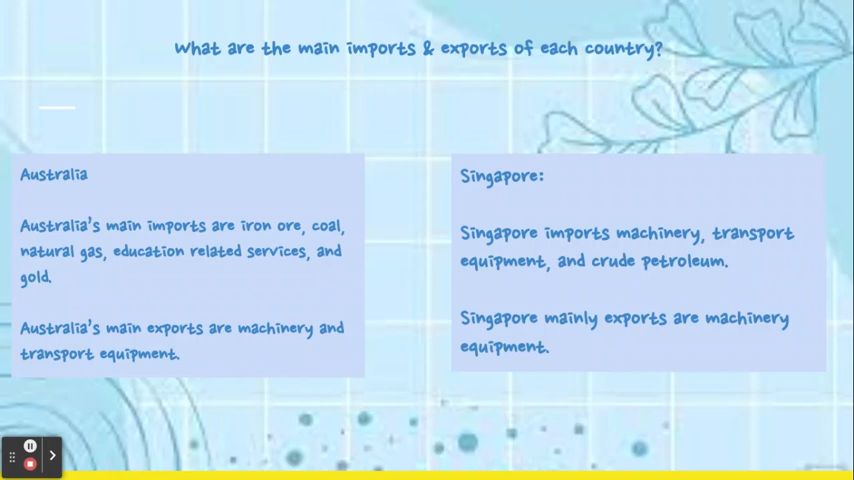 What are the main imports & exports of each country?
Australia
Australia's main imports are iron ore, coal,
natural gas, education related services, and
gold.
Australia's main exports are machinery and
transport equipment.
Singapore:
Singapore imports machinery, transport
equipment, and crude petroleum.
Singapore mainly exports are machinery
equipment.